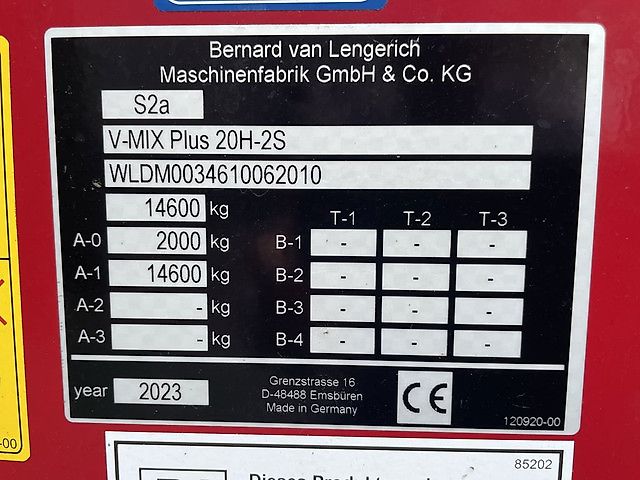 Bernard van Lengerich
Maschinenfabrik GmbH & Co. KG
S2a
V-MIX Plus 20H-2S
WLDM0034610062010
14600 kg
T-1 T-2 T-3
A-0 2000 kg B-1 - - -
A-1 14600 kg B-2 - - -
A-2 - kg B-3 - - -
A-3 - kg B-4 - - -
year 2023
Grenzstrasse 16
D-48488 Emsbüren
Made in Germany
CE
120920-00
-00
85202